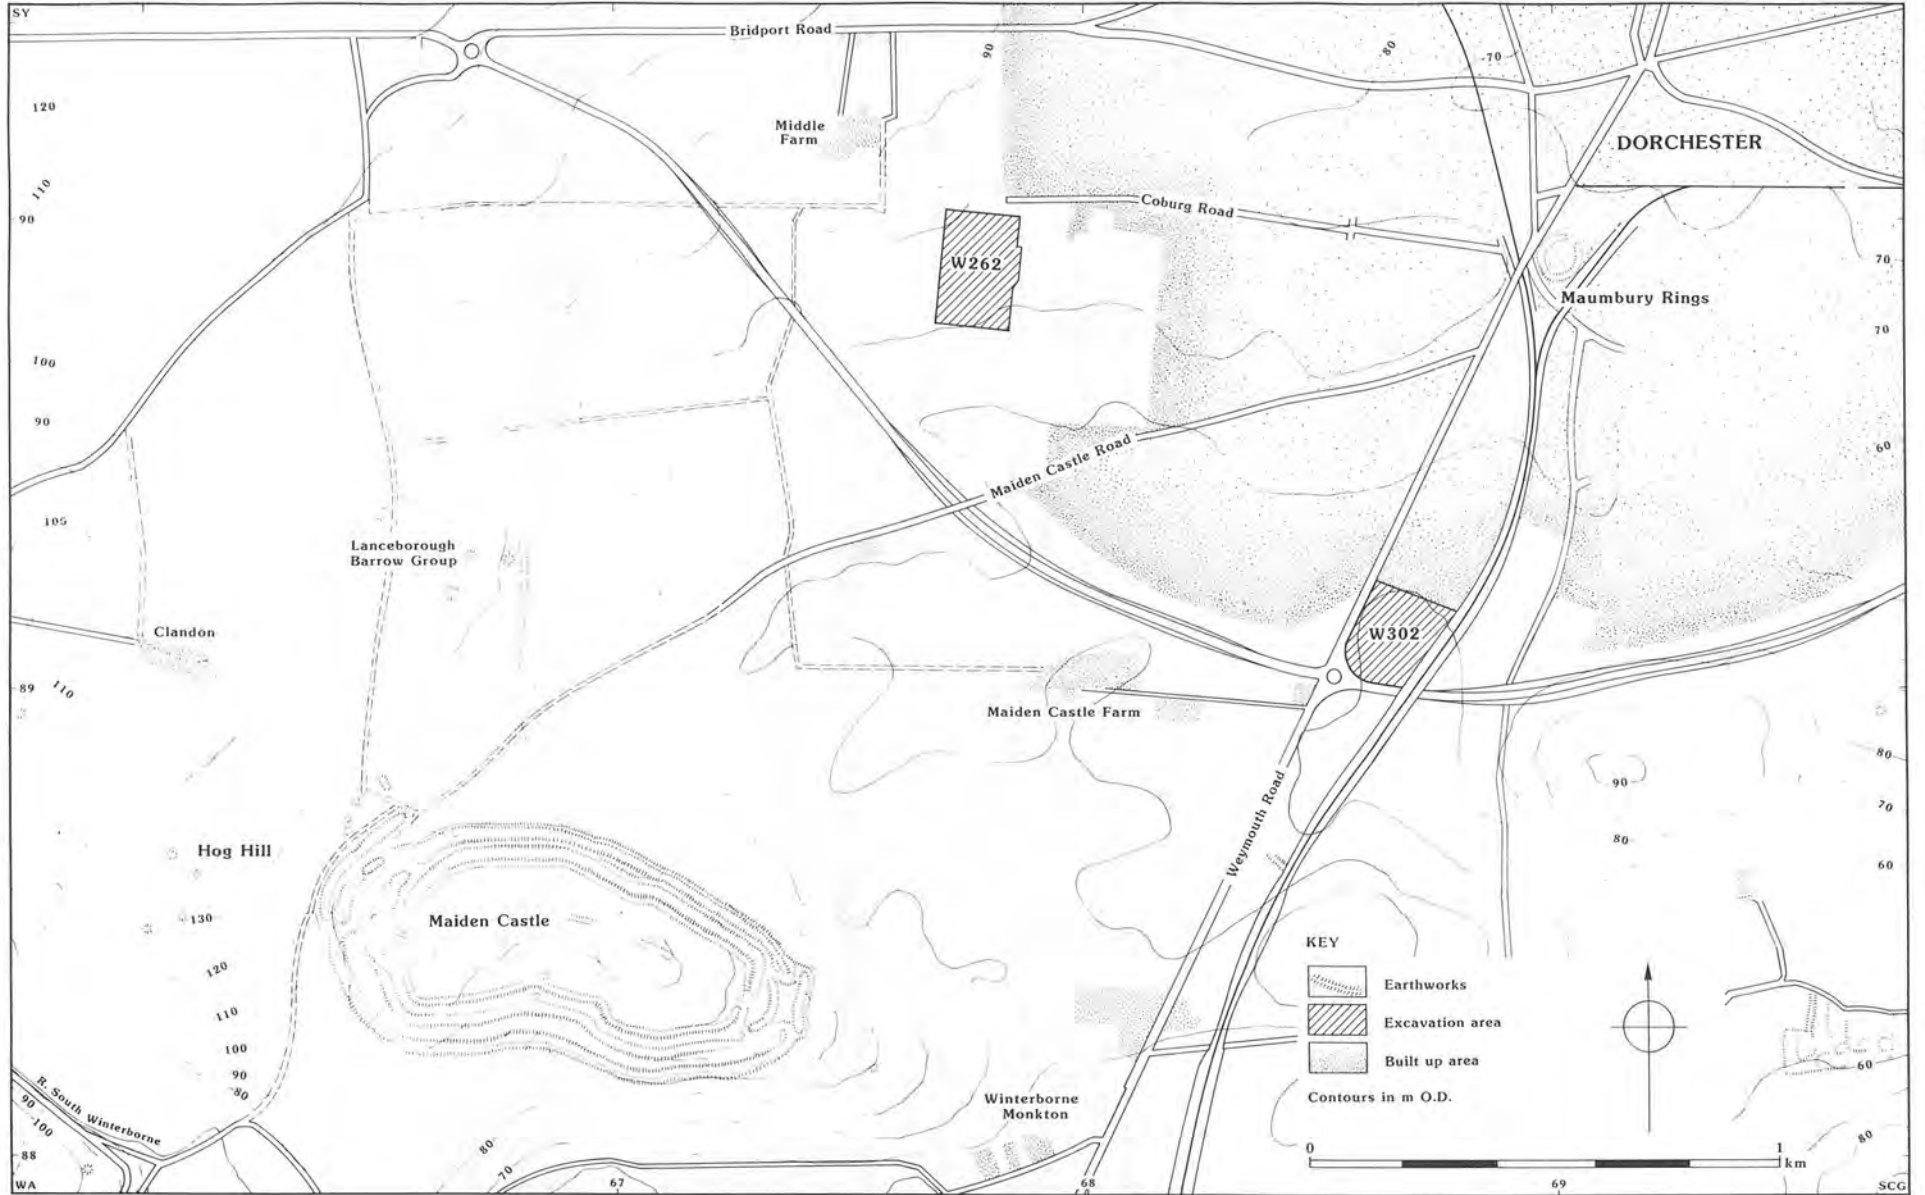 SY
Bridport Road
90
80
70
120
Middle
Farm
DORCHESTER
110
90
Coburg Road
W262
70
Maumbury Rings
70
100
90
Maiden Castle Road
60
105
Lanceborough
Barrow Group
Clandon
W302
89
110
Maiden Castle Farm
80
90
70
Weymouth Road
80
60
Hog Hill
Maiden Castle
130
120
110
100
90
80
KEY
Earthworks
Excavation area
Built up area
Contours in m O.D.
60
R. South Winterborne
90
100
Winterborne
Monkton
80
70
80
88
0
1
km
WA
67
68
69
SCG